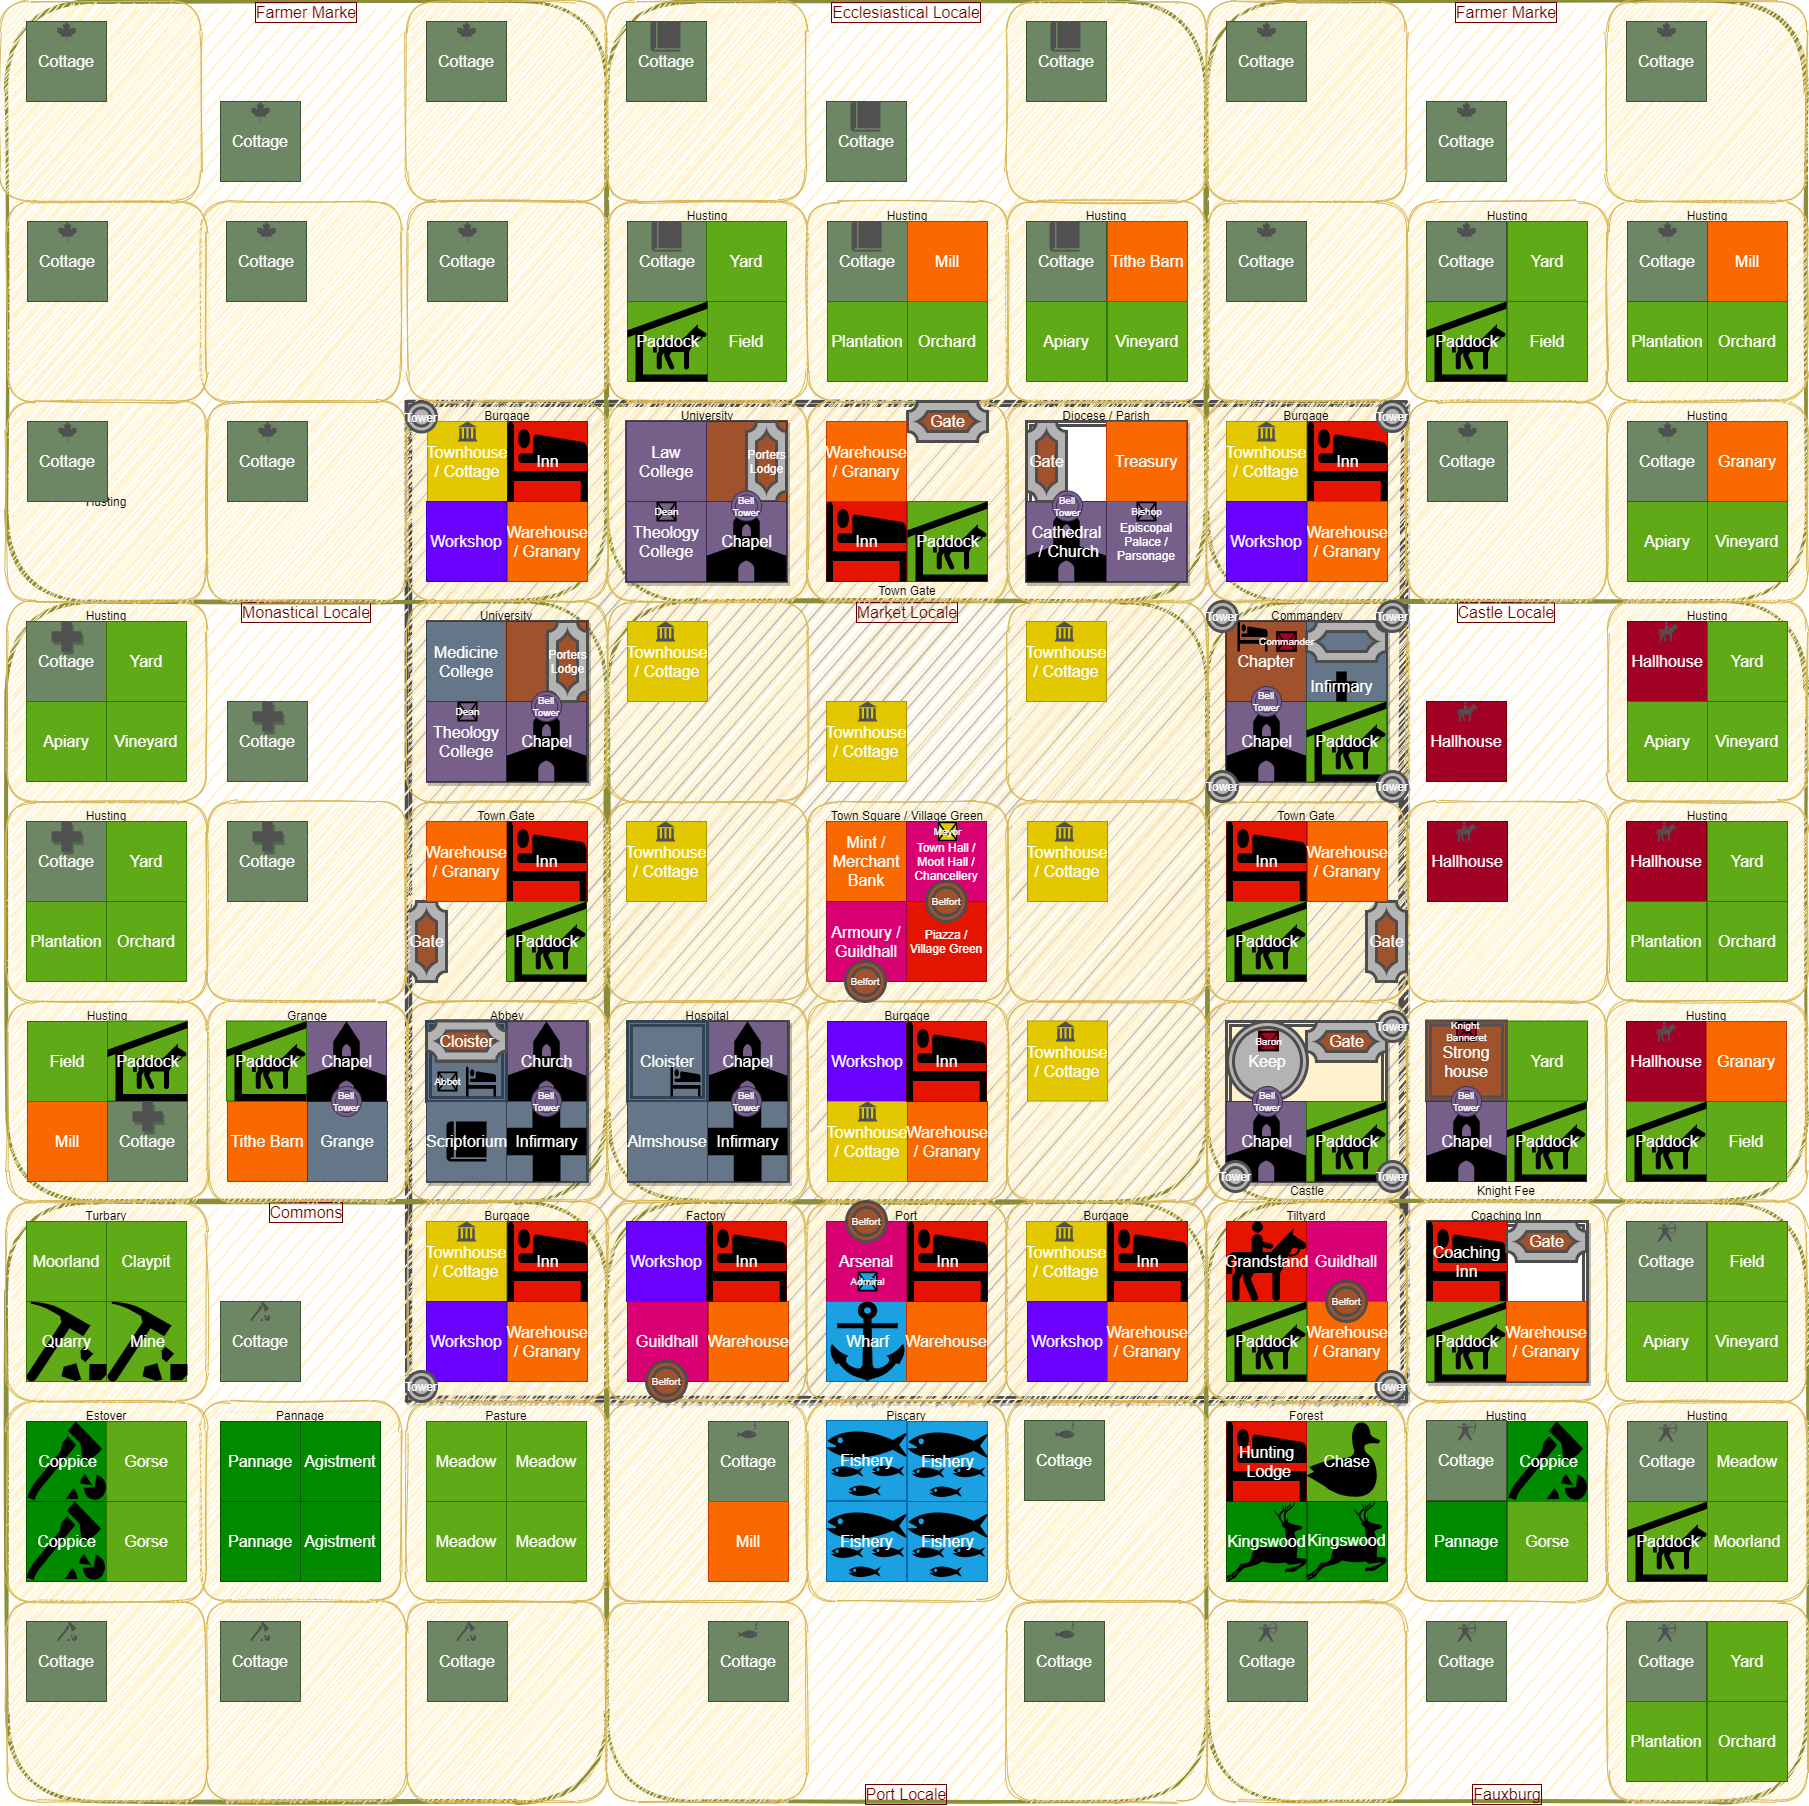 Farmer Marke
Ecclesiastical Locale
Farmer Marke
Cottage
Cottage
Cottage
Cottage
Cottage
Cottage
Cottage
Cottage
Cottage
Husting
Husting
Husting
Husting
Husting
Cottage
Cottage
Cottage
Cottage
Yard
Cottage
Mill
Cottage
Tithe Barn
Cottage
Cottage
Yard
Cottage
Mill
Paddock
Field
Plantation
Orchard
Apiary
Vineyard
Paddock
Field
Plantation
Orchard
Burgage
University
Diocese / Parish
Burgage
Husting
Tower
Gate
Tower
Cottage
Cottage
Townhouse
/ Cottage
Inn
Law
College
Porters
Lodge
Warehouse
/ Granary
Gate
Treasury
Townhouse
/ Cottage
Inn
Cottage
Cottage
Granary
Husting
Workshop
Warehouse
/ Granary
Dean
Theology
College
Bell
Tower
Chapel
Inn
Paddock
Bell
Tower
Cathedral
/ Church
Bishop
Episcopal
Palace /
Parsonage
Workshop
Warehouse
/ Granary
Apiary
Vineyard
Town Gate
Husting
Monastical Locale
University
Market Locale
Commandery
Castle Locale
Husting
Tower
Tower
Cottage
Yard
Medicine
College
Porters
Lodge
Townhouse
/ Cottage
Townhouse
/ Cottage
Commander
Chapter
Infirmary
Hallhouse
Yard
Apiary
Vineyard
Cottage
Dean
Theology
College
Bell
Tower
Chapel
Townhouse
/ Cottage
Bell
Tower
Chapel
Paddock
Hallhouse
Apiary
Vineyard
Tower
Tower
Husting
Town Gate
Town Square / Village Green
Town Gate
Husting
Cottage
Yard
Cottage
Warehouse
/ Granary
Inn
Townhouse
/ Cottage
Mint /
Merchant
Bank
Mayor
Town Hall /
Moot Hall /
Chancellery
Townhouse
/ Cottage
Inn
Warehouse
/ Granary
Hallhouse
Hallhouse
Yard
Plantation
Orchard
Gate
Paddock
Armoury /
Guildhall
Belfort
Piazza /
Village Green
Belfort
Paddock
Gate
Plantation
Orchard
Husting
Grange
Abbey
Hospital
Burgage
Husting
Field
Paddock
Paddock
Chapel
Cloister
Abbot
Church
Cloister
Chapel
Workshop
Inn
Townhouse
/ Cottage
Baron
Keep
Gate
Tower
Knight
Banneret
Strong
house
Yard
Hallhouse
Granary
Mill
Cottage
Tithe Barn
Bell
Tower
Grange
Scriptorium
Bell
Tower
Infirmary
Almshouse
Bell
Tower
Infirmary
Townhouse
/ Cottage
Warehouse
/ Granary
Bell
Tower
Chapel
Paddock
Bell
Tower
Chapel
Paddock
Paddock
Field
Tower
Tower
Castle
Knight Fee
Turbary
Commons
Burgage
Factory
Port
Burgage
Tiltyard
Coaching Inn
Moorland
Claypit
Townhouse
/ Cottage
Inn
Workshop
Inn
Belfort
Arsenal
Admiral
Inn
Townhouse
/ Cottage
Inn
Grandstand
Guildhall
Coaching
Inn
Gate
Cottage
Field
Quarry
Mine
Cottage
Workshop
Warehouse
/ Granary
Guildhall
Warehouse
Wharf
Warehouse
Workshop
Warehouse
/ Granary
Paddock
Belfort
Warehouse
/ Granary
Paddock
Warehouse
/ Granary
Apiary
Vineyard
Tower
Belfort
Tower
Estover
Pannage
Pasture
Piscary
Forest
Husting
Husting
Coppice
Gorse
Pannage
Agistment
Meadow
Meadow
Cottage
Fishery
Fishery
Cottage
Hunting
Lodge
Chase
Cottage
Coppice
Cottage
Meadow
Coppice
Gorse
Pannage
Agistment
Meadow
Meadow
Mill
Fishery
Fishery
Kingswood
Kingswood
Pannage
Gorse
Paddock
Moorland
Cottage
Cottage
Cottage
Cottage
Cottage
Cottage
Cottage
Cottage
Yard
Plantation
Orchard
Port Locale
Fauxburg